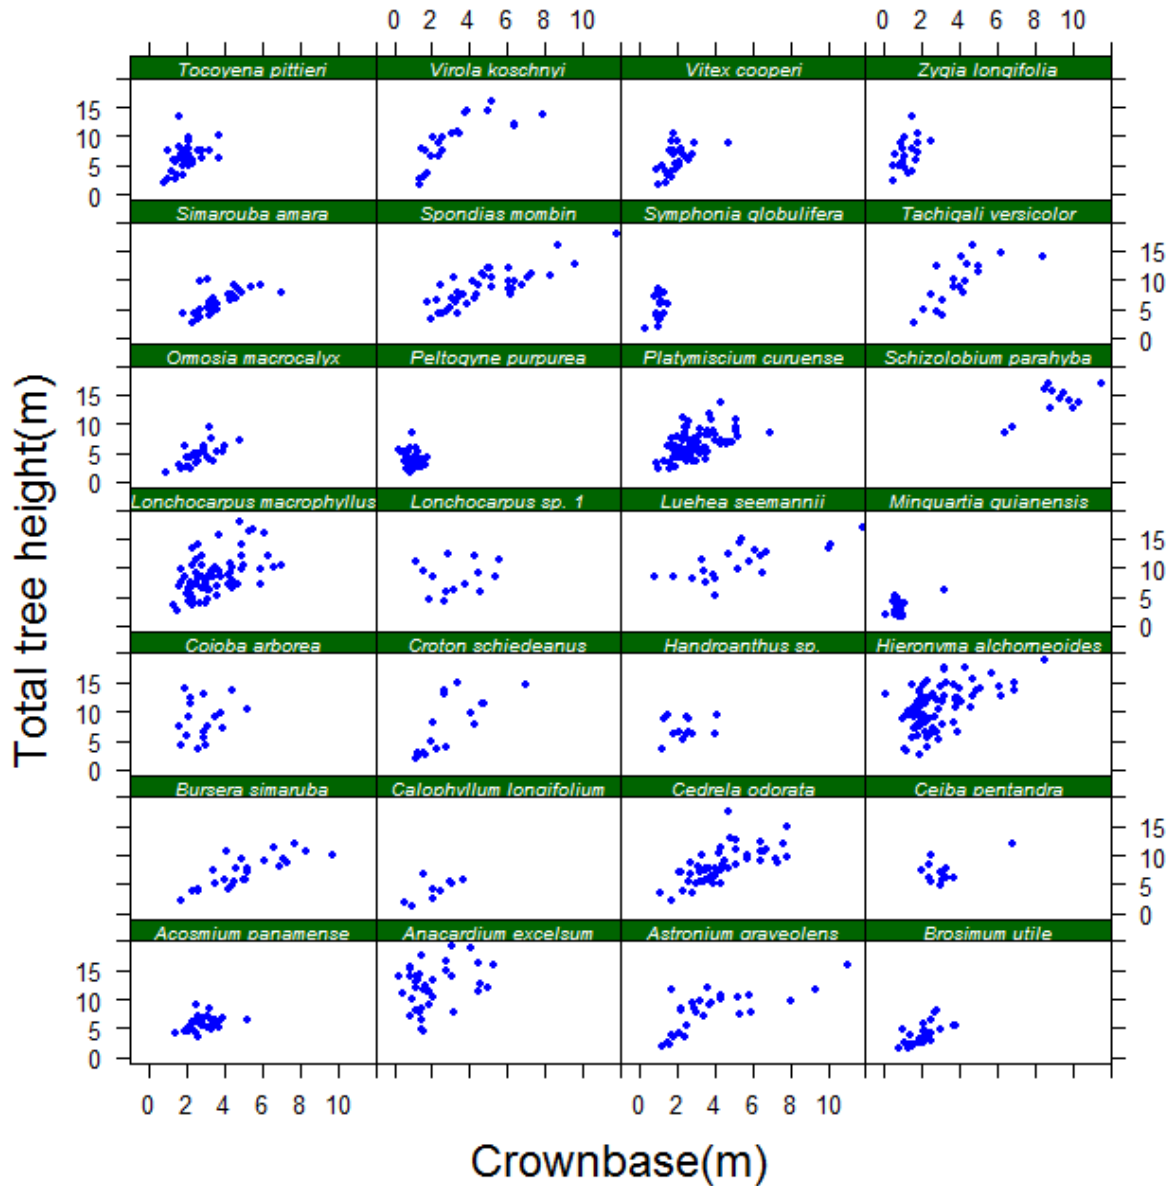 0 2 4 6 8 10 0 2 4 6 8 10
Tocoyena pittieri Virola koschnyi Vitex cooperi Zygia longifolia
15
10
5
0
Simarouba amara Spondias mombin Symphonia globulifera Tachigali versicolor
15
10
5
0
Ormosia macrocalyx Peltogyne purpurea Platymiscium curuense Schizolobium parahyba
15
10
5
0
Lonchocarpus macrophyllus Lonchocarpus sp. 1 Luehea seemannii Minquartia guianensis
15
10
5
0
Cojoba arborea Croton schiedeanus Handroanthus sp. Hieronyma alchorneoides
15
10
5
0
Bursera simaruba Calophyllum longifolium Cedrela odorata Ceiba pentandra
15
10
5
0
Acosmium panamense Anacardium excelsum Astronium graveolens Brosimum utile
15
10
5
0
0 2 4 6 8 10 0 2 4 6 8 10
Total tree height(m)
Crownbase(m)